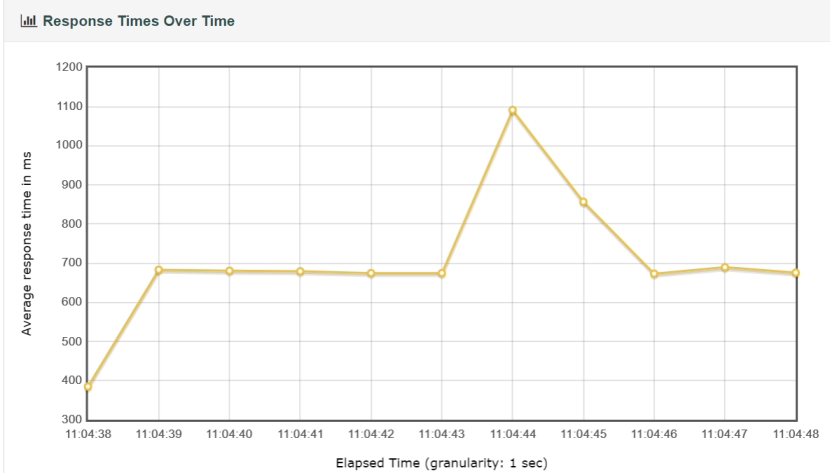 Response Times Over Time
1200
1100
1000
900
800
700
600
500
400
300
Average response time in ms
11:04:38 11:04:39 11:04:40 11:04:41 11:04:42 11:04:43 11:04:44 11:04:45 11:04:46 11:04:47 11:04:48
Elapsed Time (granularity: 1 sec)